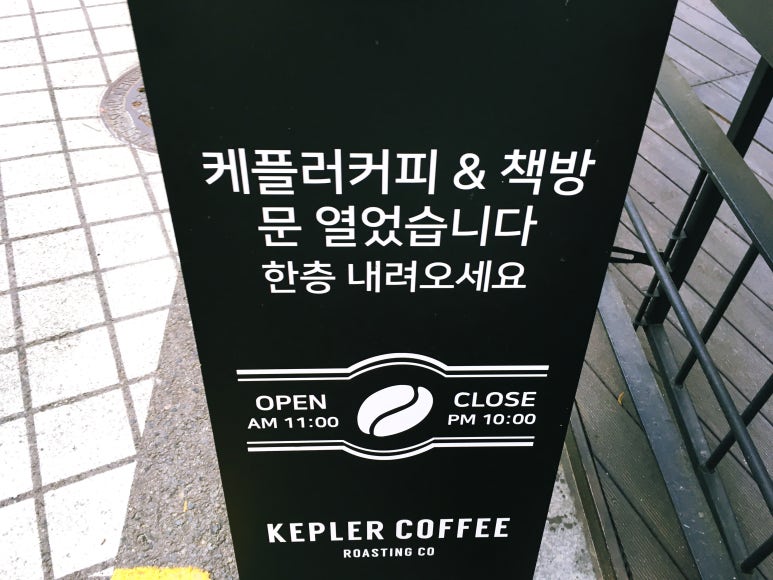 케플러커피 & 책방
문 열었습니다
한층 내려오세요
OPEN CLOSE
AM 11:00 PM 10:00
KEPLER COFFEE
ROASTING CO